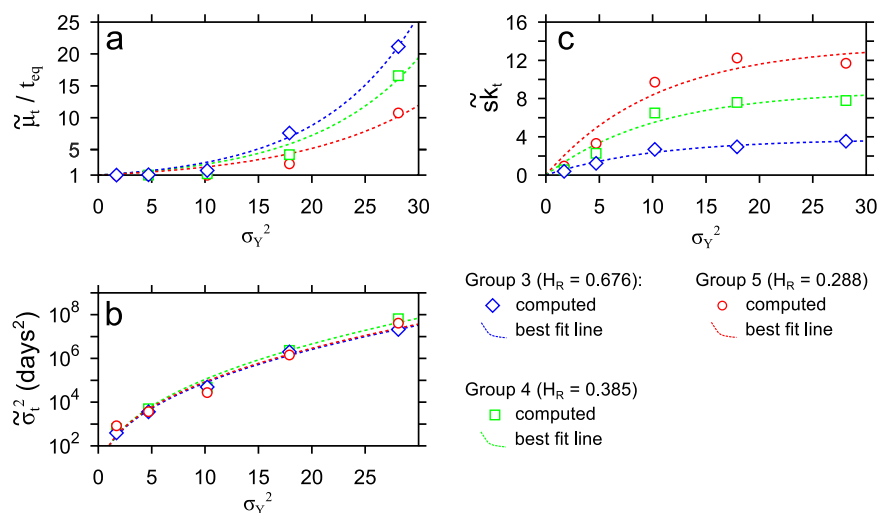 a
25
20
15
10
5
1
μ̃t / teq
0 5 10 15 20 25 30
σY²
c
16
12
8
4
0
s̃kt
0 5 10 15 20 25 30
σY²
b
10⁸
10⁶
10⁴
10²
σ̃t² (days²)
0 5 10 15 20 25
σY²
Group 3 (HR = 0.676):
computed
best fit line
Group 5 (HR = 0.288)
computed
best fit line
Group 4 (HR = 0.385)
computed
best fit line